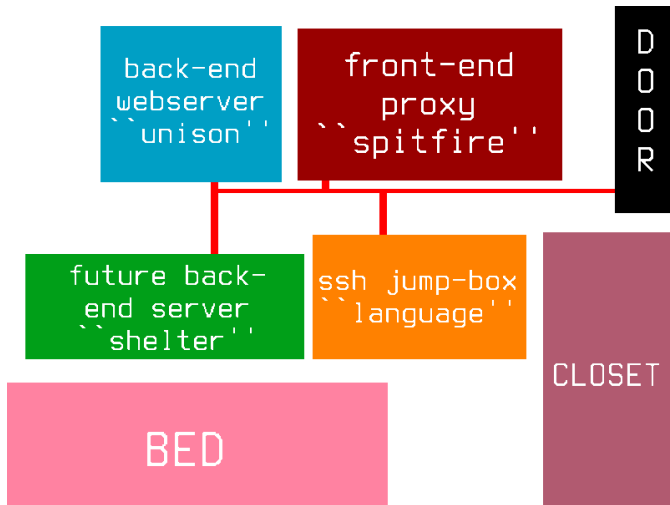 back-end
webserver
``unison''
front-end
proxy
``spitfire''
D
O
O
R
future back-
end server
``shelter''
ssh jump-box
``language''
CLOSET
BED